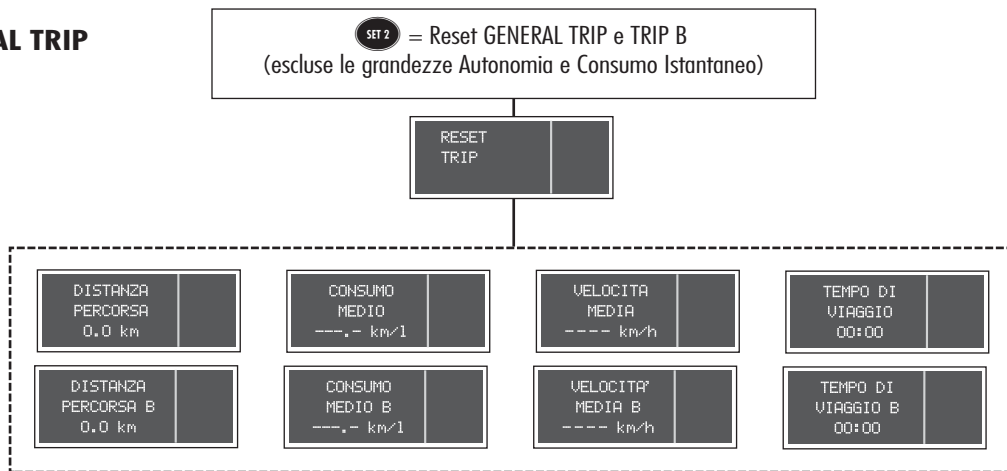 AL TRIP
SET 2 = Reset GENERAL TRIP e TRIP B
(escluse le grandezze Autonomia e Consumo Istantaneo)
RESET
TRIP
DISTANZA
PERCORSA
0.0 km
CONSUMO
MEDIO
---.- km/l
VELOCITA
MEDIA
---- km/h
TEMPO DI
VIAGGIO
00:00
DISTANZA
PERCORSA B
0.0 km
CONSUMO
MEDIO B
---.- km/l
VELOCITA'
MEDIA B
---- km/h
TEMPO DI
VIAGGIO B
00:00